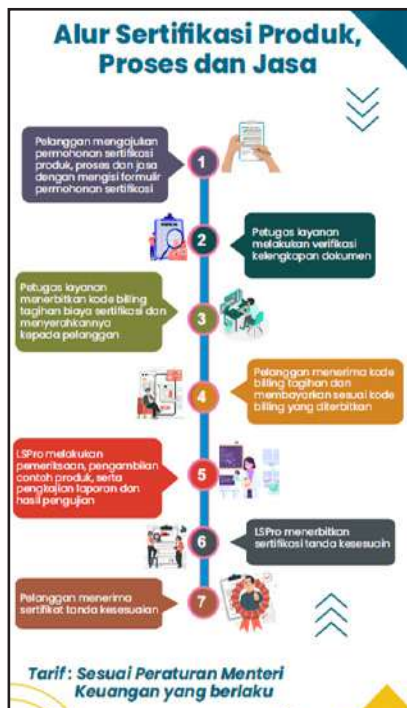 Alur Sertifikasi Produk,
Proses dan Jasa
Pelanggan mengajukan
permohonan sertifikasi
produk, proses dan jasa
dengan mengisi formulir
permohonan sertifikasi
1
2
Petugas layanan
melakukan verifikasi
kelengkapan dokumen
Petugas layanan
menerbitkan kode billing
tagihan biaya sertifikasi dan
menyerahkannya
kepada pelanggan
3
4
Pelanggan menerima kode
billing tagihan dan
membayarkan sesuai kode
billing yang diterbitkan
LSPro melakukan
pemeriksaan, pengambilan
contoh produk, serta
pengkajian laporan dan
hasil pengujian
5
6
LSPro menerbitkan
sertifikasi tanda kesesuain
Pelanggan menerima
sertifikat tanda kesesuaian
7
Tarif : Sesuai Peraturan Menteri
Keuangan yang berlaku